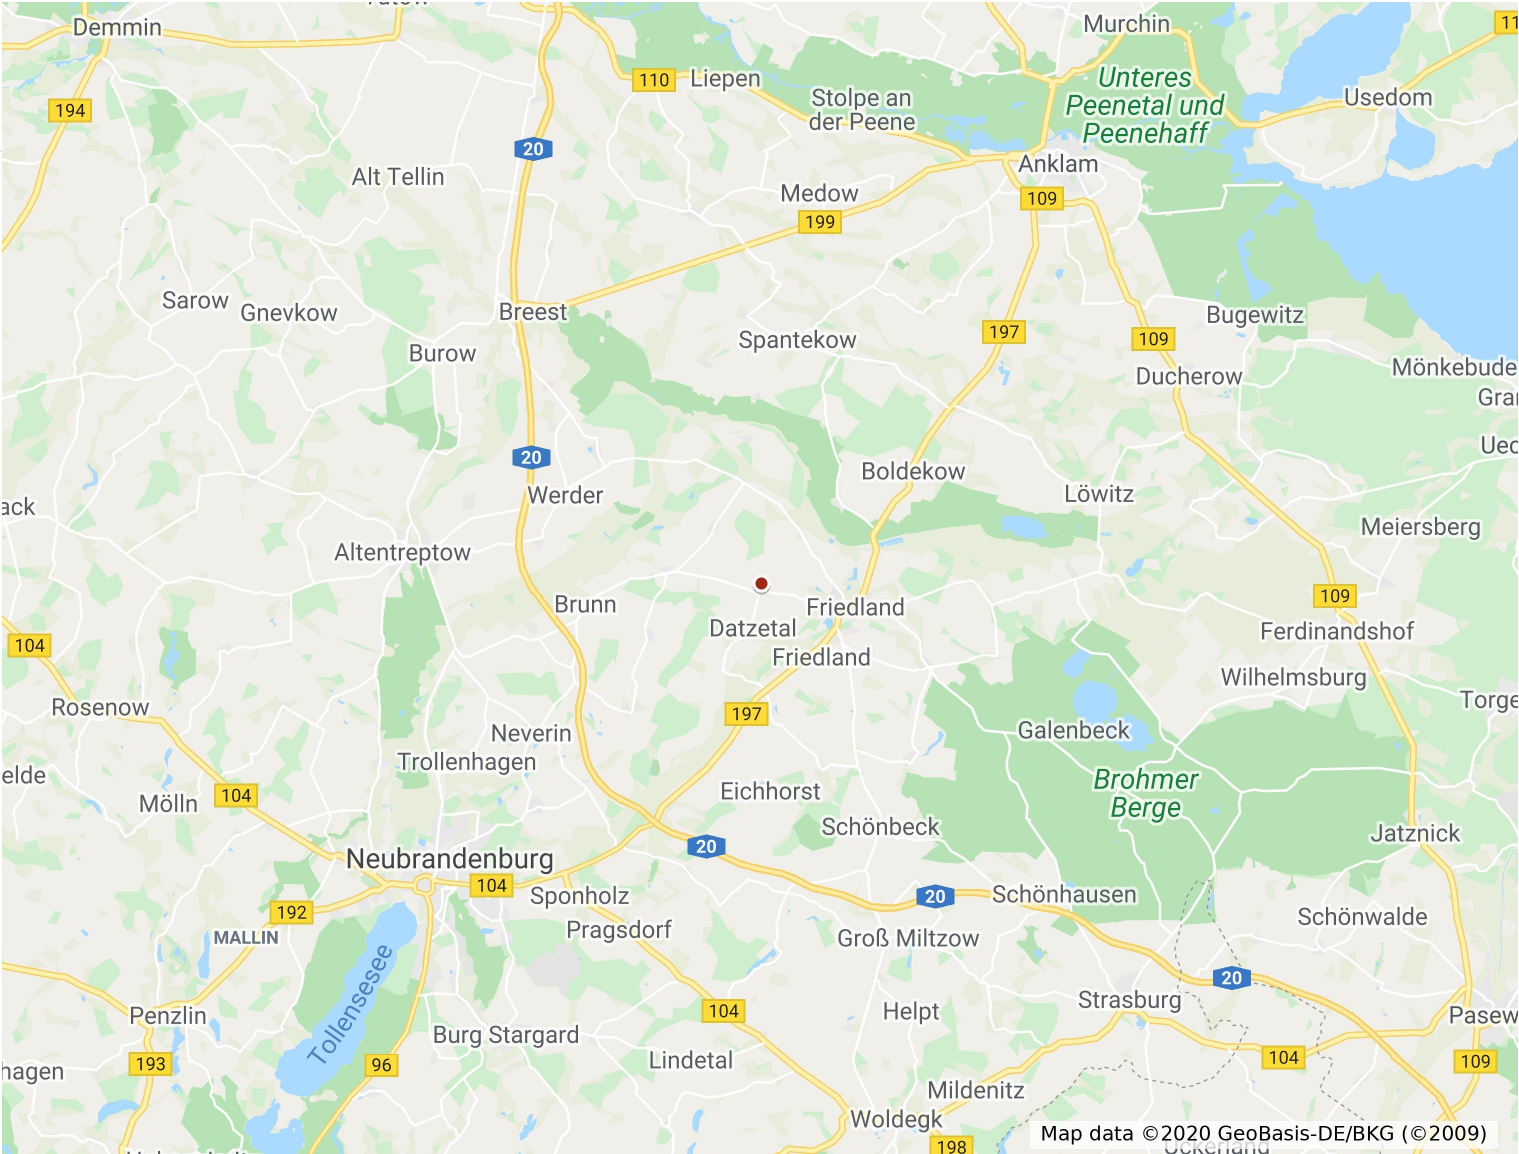 Demmin
Murchin
110
Liepen
Unteres
Peenetal und
Peenehaff
Usedom
194
Stolpe an
der Peene
20
Anklam
Alt Tellin
Medow
109
199
Sarow
Gnevkow
Breest
Bugewitz
Spantekow
197
109
Burow
Ducherow
Mönkebude
20
Boldekow
Werder
Löwitz
Meiersberg
Altentreptow
Brunn
Friedland
109
Datzetal
Ferdinandshof
104
Friedland
Wilhelmsburg
Rosenow
197
Neverin
Galenbeck
Trollenhagen
Brohmer
Berge
Mölln
104
Eichhorst
Schönbeck
Jatznick
20
Neubrandenburg
104
Sponholz
20
Schönhausen
192
Schönwalde
MALLIN
Pragsdorf
Groß Miltzow
20
Tollensesee
Strasburg
Penzlin
104
Helpt
Burg Stargard
193
96
Lindetal
104
109
Mildenitz
Woldegk
198
Map data ©2020 GeoBasis-DE/BKG (©2009)